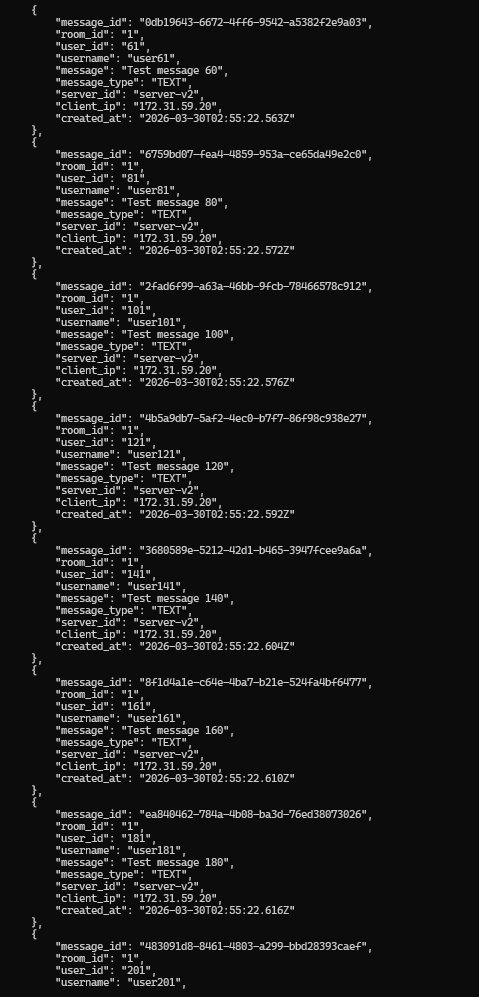 {
"message_id": "0db19643-6672-4ff6-9542-a5382f2e9a03",
"room_id": "1",
"user_id": "61",
"username": "user61",
"message": "Test message 60",
"message_type": "TEXT",
"server_id": "server-v2",
"client_ip": "172.31.59.20",
"created_at": "2026-03-30T02:55:22.563Z"
},
{
"message_id": "6759bd07-fea4-4859-953a-ce65da49e2c0",
"room_id": "1",
"user_id": "81",
"username": "user81",
"message": "Test message 80",
"message_type": "TEXT",
"server_id": "server-v2",
"client_ip": "172.31.59.20",
"created_at": "2026-03-30T02:55:22.572Z"
},
{
"message_id": "2fad6f99-a63a-46bb-9fcb-78466578c912",
"room_id": "1",
"user_id": "101",
"username": "user101",
"message": "Test message 100",
"message_type": "TEXT",
"server_id": "server-v2",
"client_ip": "172.31.59.20",
"created_at": "2026-03-30T02:55:22.576Z"
},
{
"message_id": "4b5a9db7-5af2-4ec0-b7f7-86f98c938e27",
"room_id": "1",
"user_id": "121",
"username": "user121",
"message": "Test message 120",
"message_type": "TEXT",
"server_id": "server-v2",
"client_ip": "172.31.59.20",
"created_at": "2026-03-30T02:55:22.592Z"
},
{
"message_id": "3680589e-5212-42d1-b465-3947fcee9a6a",
"room_id": "1",
"user_id": "141",
"username": "user141",
"message": "Test message 140",
"message_type": "TEXT",
"server_id": "server-v2",
"client_ip": "172.31.59.20",
"created_at": "2026-03-30T02:55:22.604Z"
},
{
"message_id": "8f1d4a1e-c64e-4ba7-b21e-524fa4bf6477",
"room_id": "1",
"user_id": "161",
"username": "user161",
"message": "Test message 160",
"message_type": "TEXT",
"server_id": "server-v2",
"client_ip": "172.31.59.20",
"created_at": "2026-03-30T02:55:22.610Z"
},
{
"message_id": "ea840462-784a-4b08-ba3d-76ed38073026",
"room_id": "1",
"user_id": "181",
"username": "user181",
"message": "Test message 180",
"message_type": "TEXT",
"server_id": "server-v2",
"client_ip": "172.31.59.20",
"created_at": "2026-03-30T02:55:22.616Z"
},
{
"message_id": "483091d8-8461-4803-a299-bbd28393caef",
"room_id": "1",
"user_id": "201",
"username": "user201",